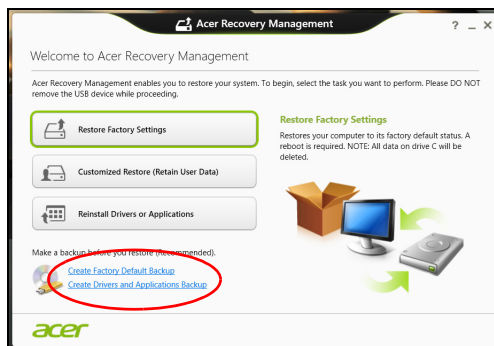 Acer Recovery Management
? _ X
Welcome to Acer Recovery Management
Acer Recovery Management enables you to restore your system. To begin, select the task you want to perform. Please DO NOT
remove the USB device while proceeding.
Restore Factory Settings
Customized Restore (Retain User Data)
Reinstall Drivers or Applications
Restore Factory Settings
Restores your computer to its factory default status. A
reboot is required. NOTE: All data on drive C will be
deleted.
Make a backup before you restore (Recommended).
Create Factory Default Backup
Create Drivers and Applications Backup
acer